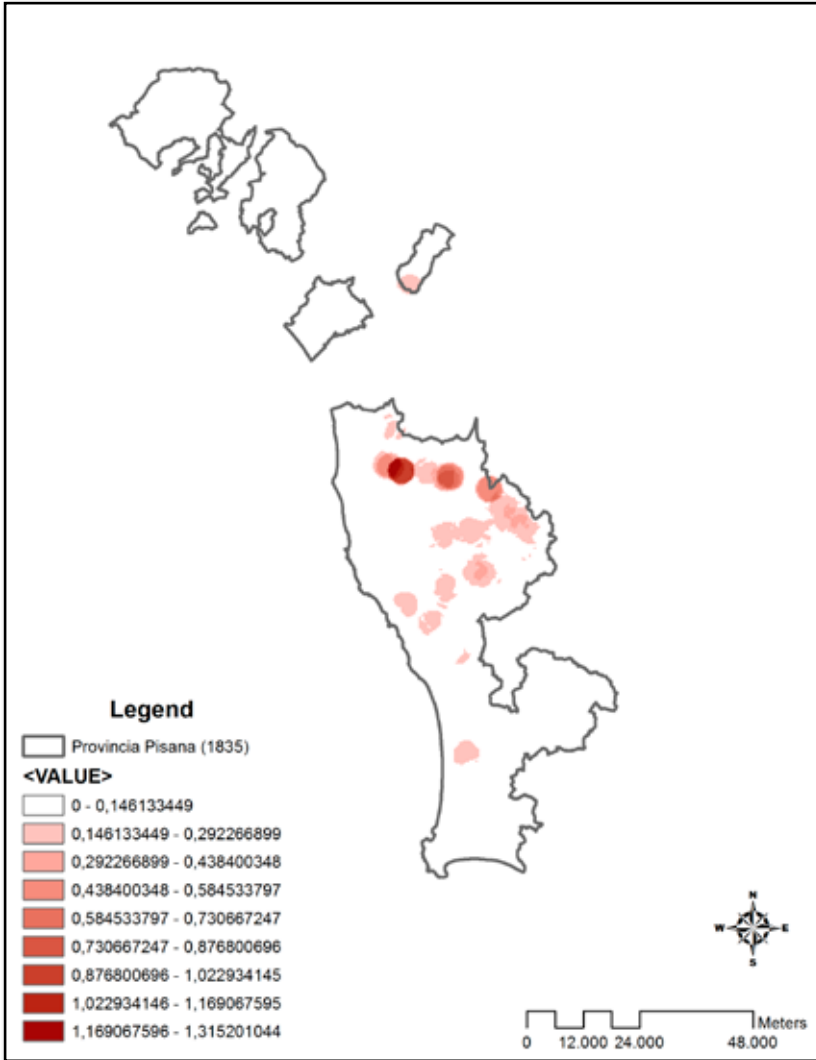 Legend
Provincia Pisana (1835)
<VALUE>
0 - 0,146133449
0,146133449 - 0,292266899
0,292266899 - 0,438400348
0,438400348 - 0,584533797
0,584533797 - 0,730667247
0,730667247 - 0,876800696
0,876800696 - 1,022934145
1,022934146 - 1,169067595
1,169067596 - 1,315201044
N
W E
S
Meters
0 12.000 24.000 48.000